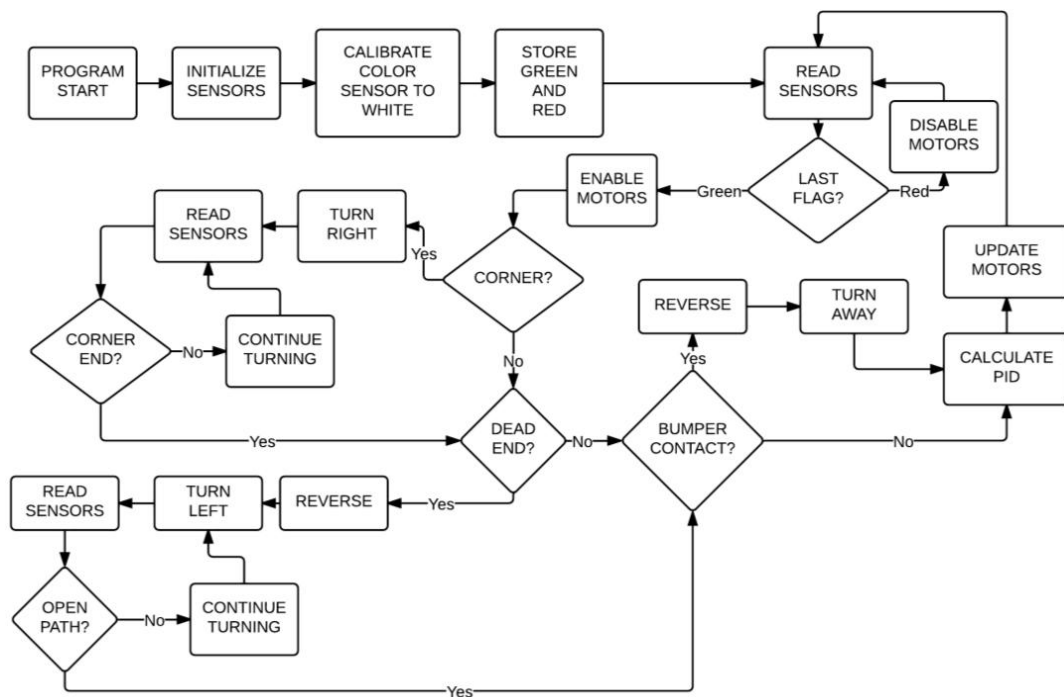 PROGRAM
START
INITIALIZE
SENSORS
CALIBRATE
COLOR
SENSOR TO
WHITE
STORE
GREEN
AND
RED
READ
SENSORS
DISABLE
MOTORS
LAST
FLAG?
Green
Red
ENABLE
MOTORS
CORNER?
Yes
No
TURN
RIGHT
READ
SENSORS
CORNER
END?
No
CONTINUE
TURNING
Yes
DEAD
END?
No
Yes
BUMPER
CONTACT?
Yes
No
REVERSE
TURN
AWAY
UPDATE
MOTORS
CALCULATE
PID
REVERSE
TURN
LEFT
READ
SENSORS
OPEN
PATH?
No
CONTINUE
TURNING
Yes